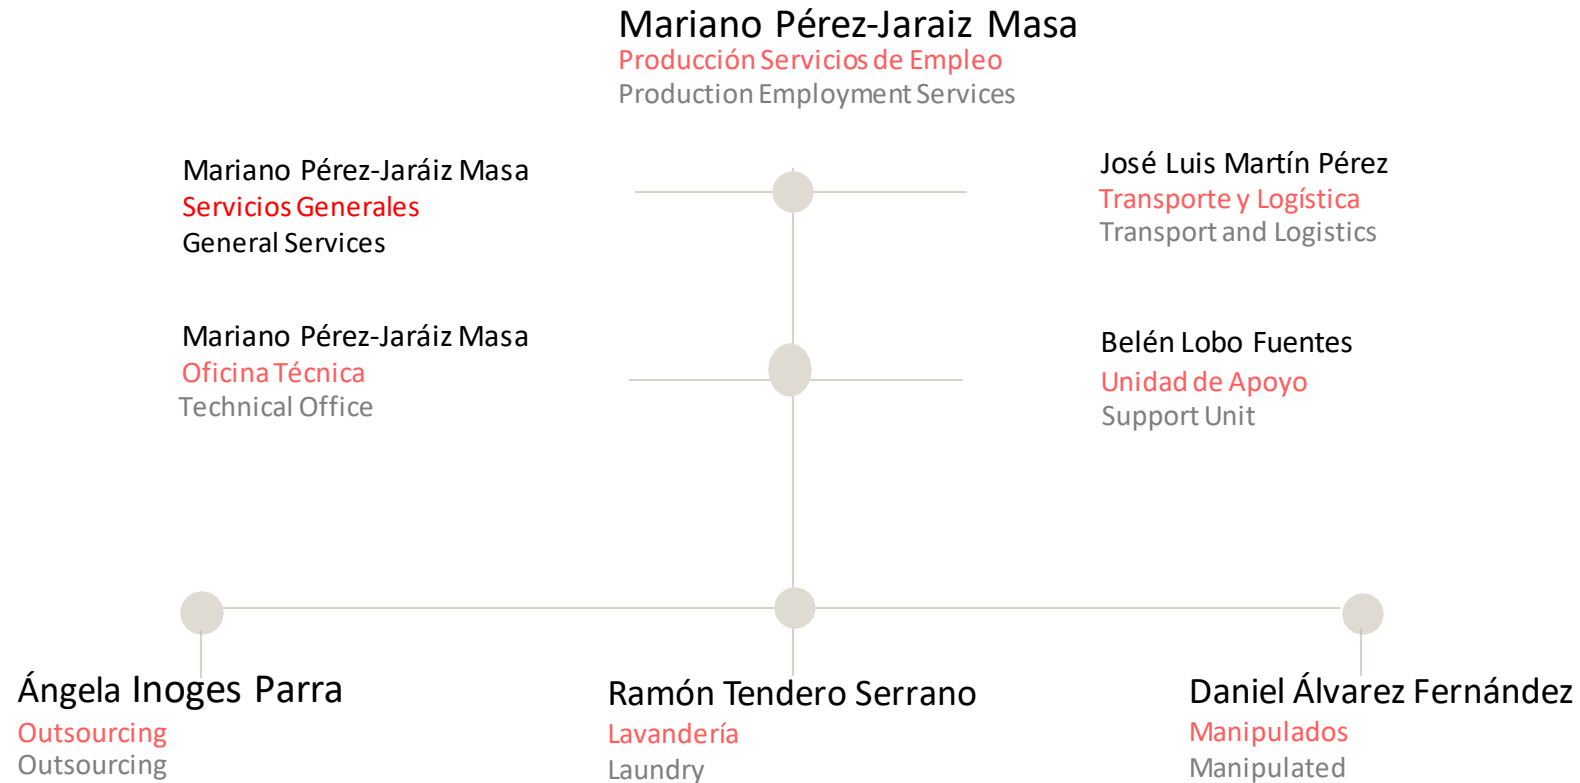 Mariano Pérez-Jaraiz Masa
Producción Servicios de Empleo
Production Employment Services
Mariano Pérez-Jaráiz Masa
Servicios Generales
General Services
José Luis Martín Pérez
Transporte y Logística
Transport and Logistics
Mariano Pérez-Jaráiz Masa
Oficina Técnica
Technical Office
Belén Lobo Fuentes
Unidad de Apoyo
Support Unit
Ángela Inoges Parra
Outsourcing
Outsourcing
Ramón Tendero Serrano
Lavandería
Laundry
Daniel Álvarez Fernández
Manipulados
Manipulated